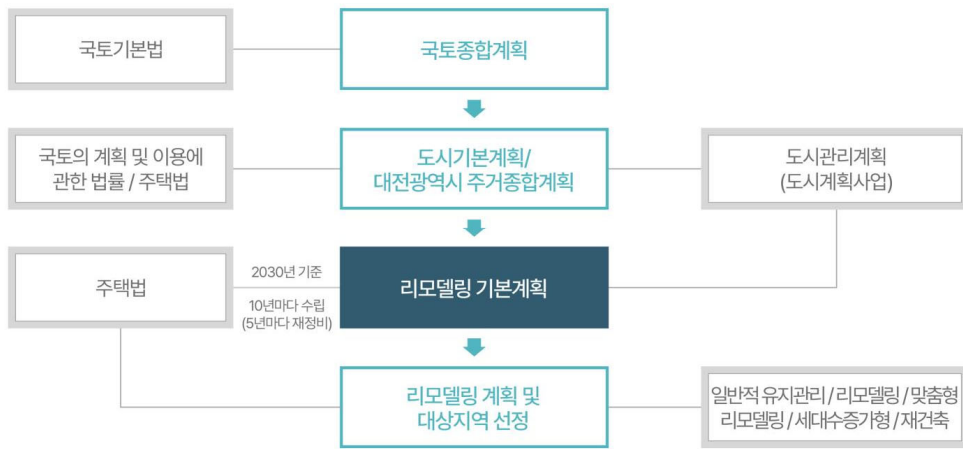 국토기본법
국토종합계획
국토의 계획 및 이용에
관한 법률 / 주택법
도시기본계획/
대전광역시 주거종합계획
도시관리계획
(도시계획사업)
주택법
2030년 기준
10년마다 수립
(5년마다 재정비)
리모델링 기본계획
리모델링 계획 및
대상지역 선정
일반적 유지관리 / 리모델링 / 맞춤형
리모델링 / 세대수증가형 / 재건축